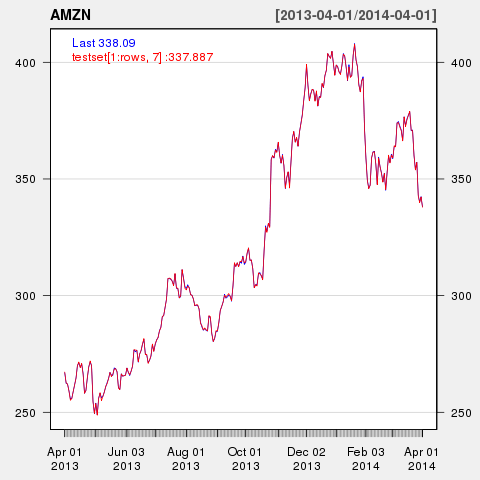 AMZN [2013-04-01/2014-04-01]
Last 338.09
testset[1:rows, 7] :337.887
400 400
350 350
300 300
250 250
Apr 01 Jun 03 Aug 01 Oct 01 Dec 02 Feb 03 Apr 01
2013 2013 2013 2013 2013 2014 2014